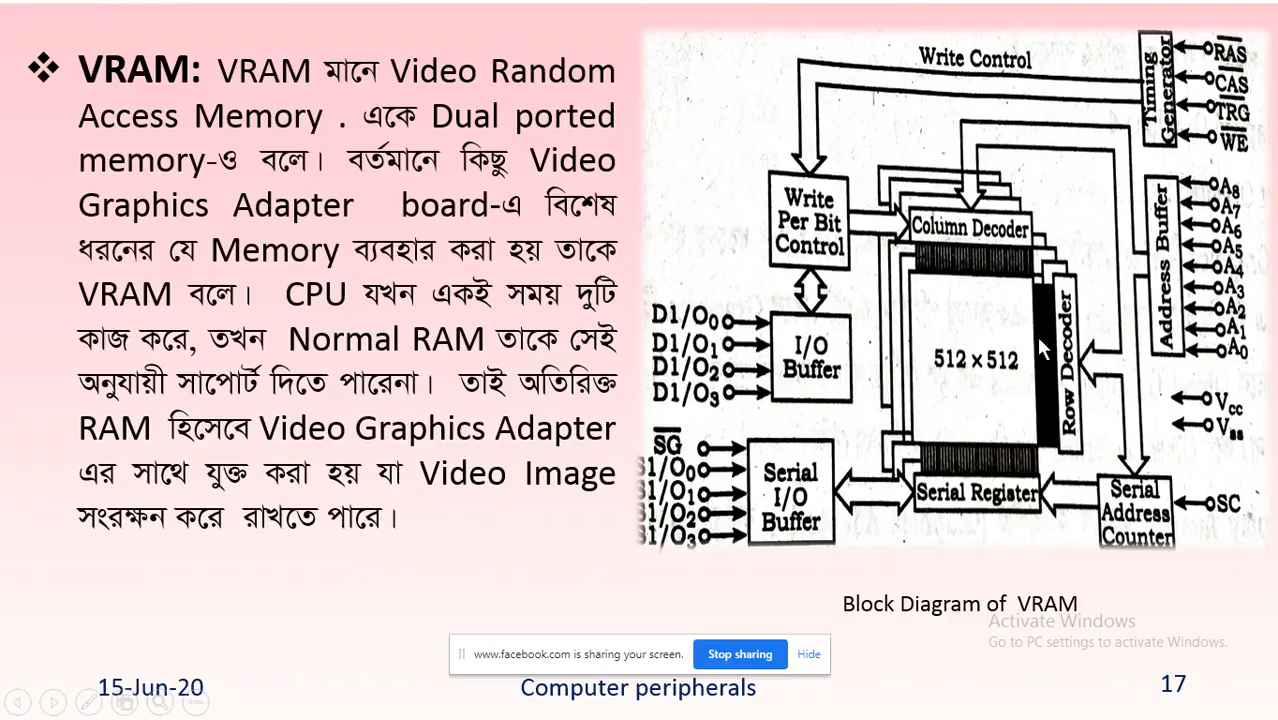 ❖ VRAM: VRAM মানে Video Random
Access Memory . একে Dual ported
memory-ও বলে। বর্তমানে কিছু Video
Graphics Adapter board-এ বিশেষ
ধরনের যে Memory ব্যবহার করা হয় তাকে
VRAM বলে। CPU যখন একই সময় দুটি
কাজ করে, তখন Normal RAM তাকে সেই
অনুযায়ী সাপোর্ট দিতে পারেনা। তাই অতিরিক্ত
RAM হিসেবে Video Graphics Adapter
এর সাথে যুক্ত করা হয় যা Video Image
সংরক্ষন করে রাখতে পারে।
Write Control
Timing
Generator
RAS
CAS
TRG
WE
Write
Per Bit
Control
Column Decoder
Address Buffer
A8
A7
A6
A5
A4
A3
A2
A1
A0
D1/O0
D1/O1
D1/O2
D1/O3
I/O
Buffer
512 × 512
Row Decoder
Vcc
Vss
SG
S1/O0
S1/O1
S1/O2
S1/O3
Serial
I/O
Buffer
Serial Register
Serial
Address
Counter
SC
Block Diagram of VRAM
Activate Windows
Go to PC settings to activate Windows.
www.facebook.com is sharing your screen.
Stop sharing
Hide
15-Jun-20
Computer peripherals
17